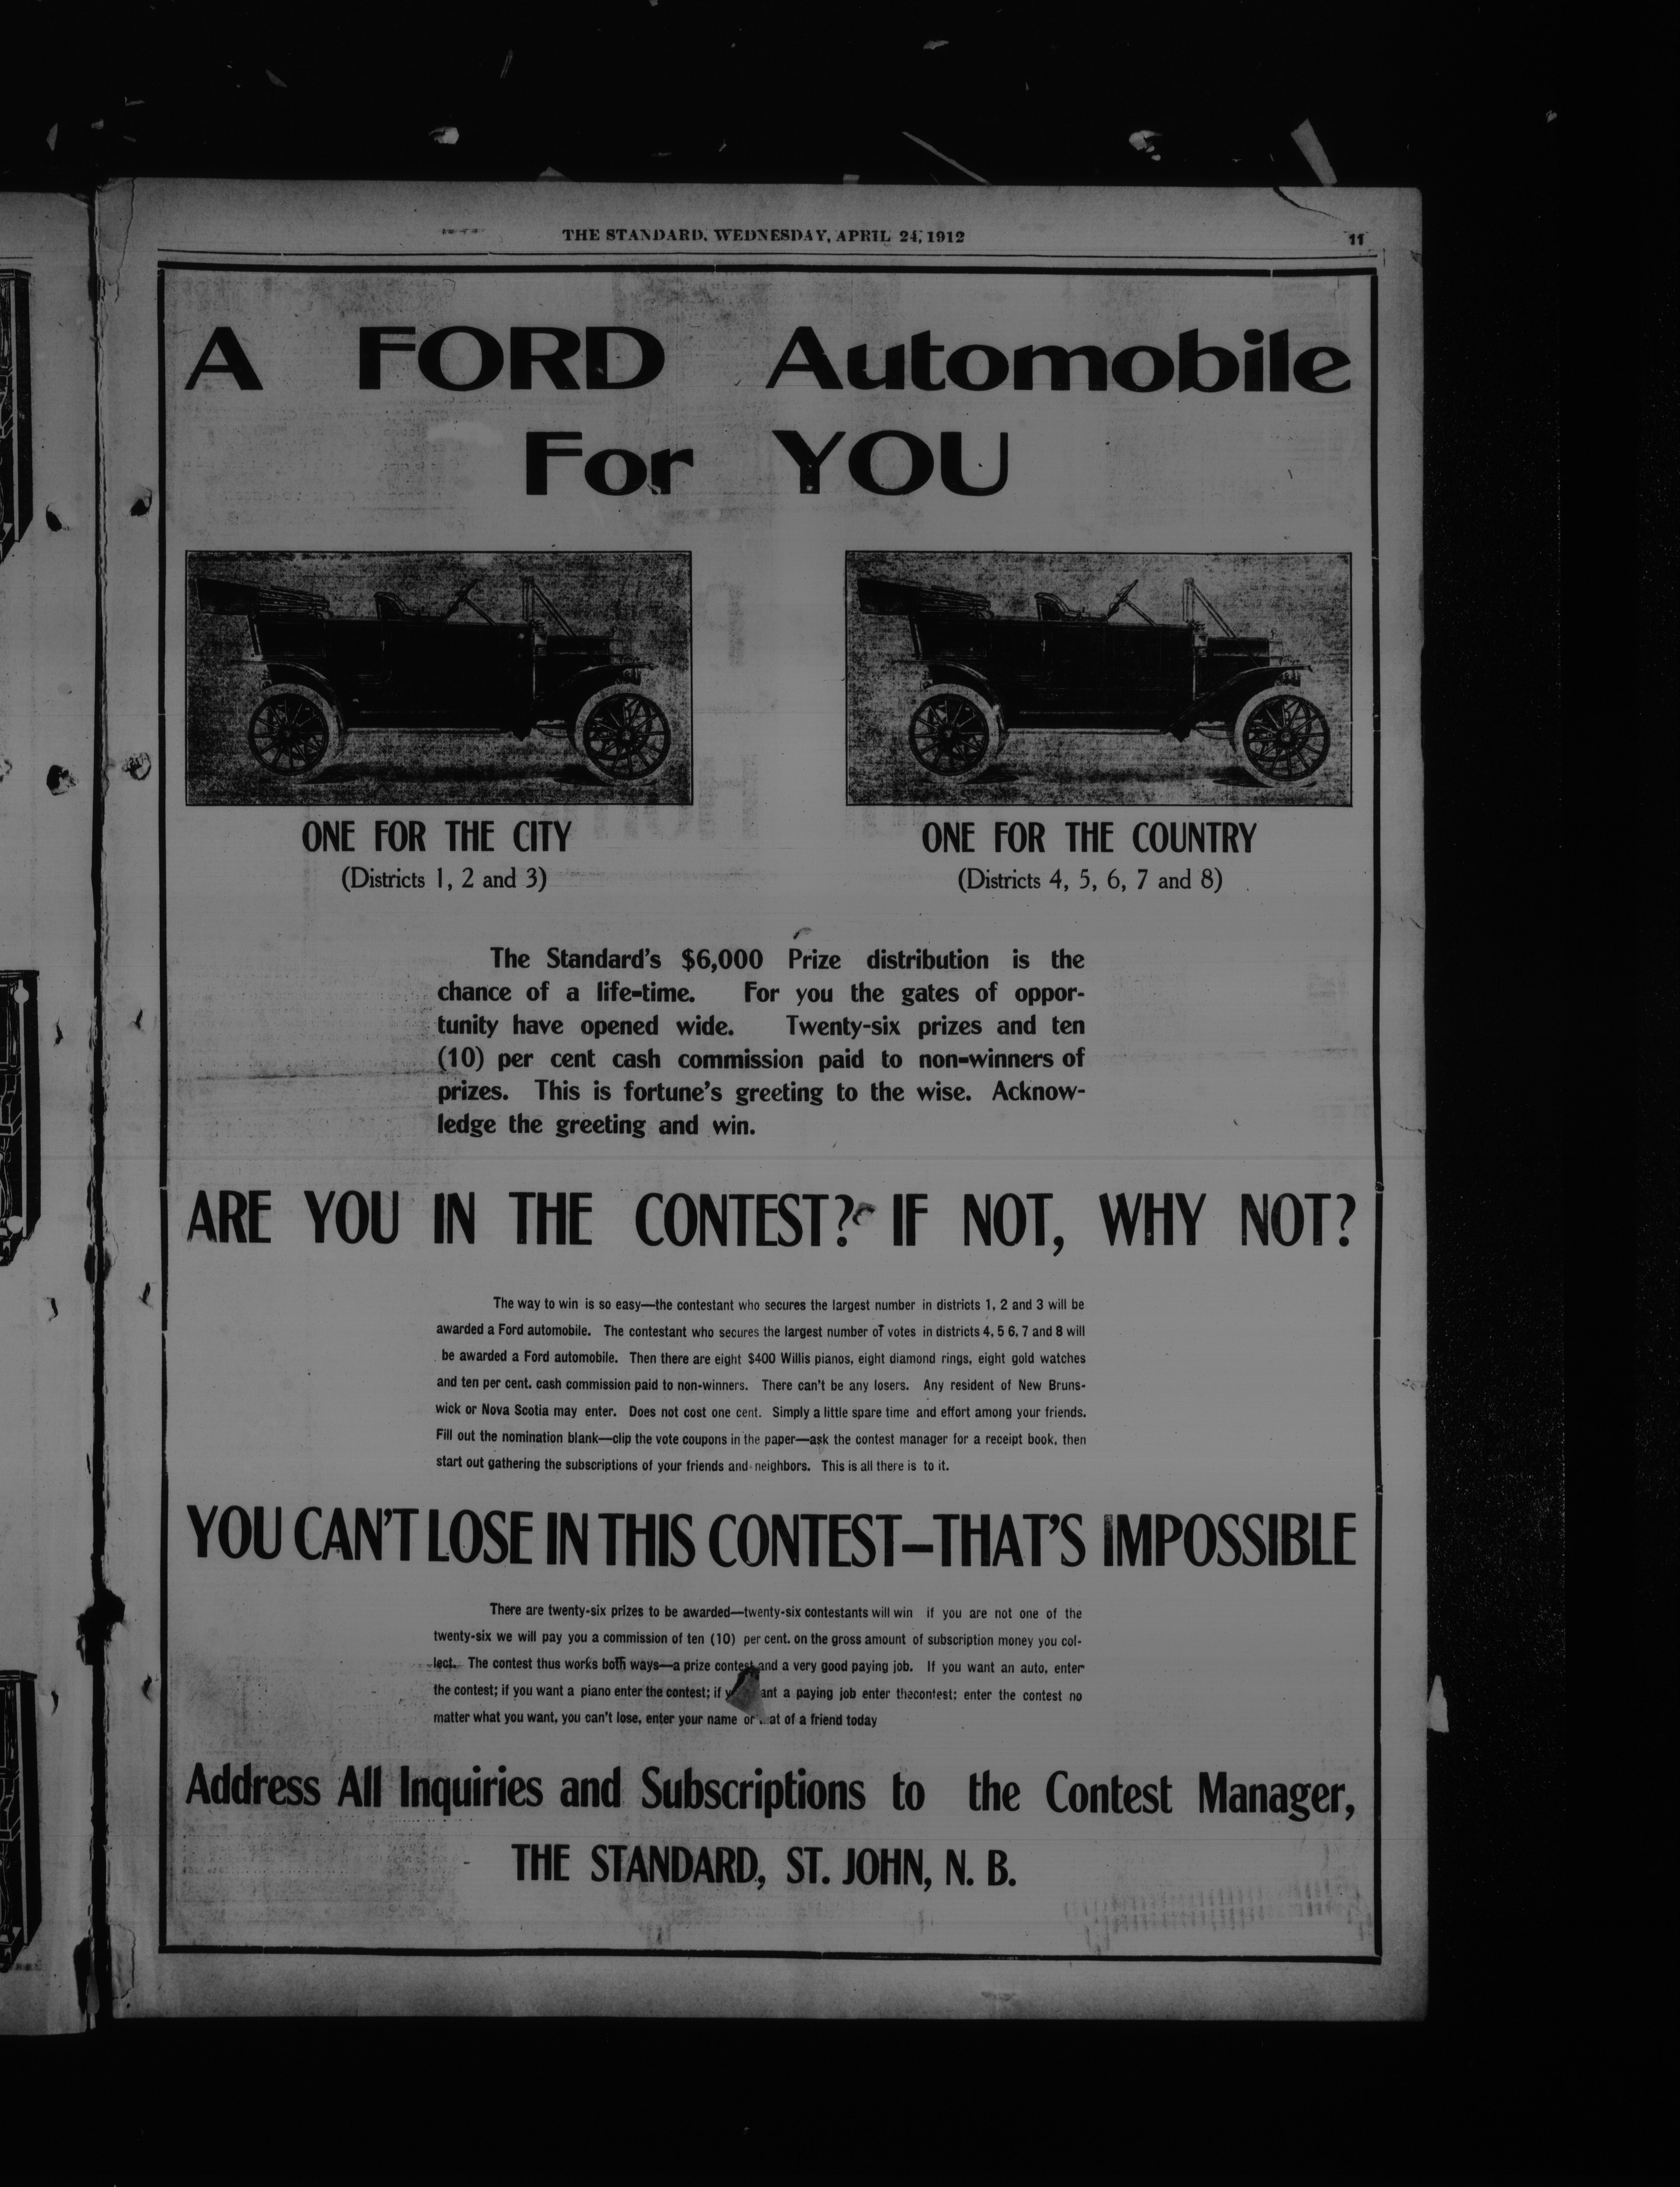 THE STANDARD, WEDNESDAY, APRIL 24, 1912
11
A FORD Automobile
For YOU
ONE FOR THE CITY
(Districts 1, 2 and 3)
ONE FOR THE COUNTRY
(Districts 4, 5, 6, 7 and 8)
The Standard's $6,000 Prize distribution is the
chance of a life-time. For you the gates of oppor-
tunity have opened wide. Twenty-six prizes and ten
(10) per cent cash commission paid to non-winners of
prizes. This is fortune's greeting to the wise. Acknow-
ledge the greeting and win.
ARE YOU IN THE CONTEST? IF NOT, WHY NOT?
The way to win is so easy—the contestant who secures the largest number in districts 1, 2 and 3 will be
awarded a Ford automobile. The contestant who secures the largest number of votes in districts 4, 5 6, 7 and 8 will
be awarded a Ford automobile. Then there are eight $400 Willis pianos, eight diamond rings, eight gold watches
and ten per cent. cash commission paid to non-winners. There can't be any losers. Any resident of New Bruns-
wick or Nova Scotia may enter. Does not cost one cent. Simply a little spare time and effort among your friends.
Fill out the nomination blank—clip the vote coupons in the paper—ask the contest manager for a receipt book, then
start out gathering the subscriptions of your friends and neighbors. This is all there is to it.
YOU CAN'T LOSE IN THIS CONTEST—THAT'S IMPOSSIBLE
There are twenty-six prizes to be awarded—twenty-six contestants will win if you are not one of the
twenty-six we will pay you a commission of ten (10) per cent. on the gross amount of subscription money you col-
lect. The contest thus works both ways—a prize contest and a very good paying job. If you want an auto, enter
the contest; if you want a piano enter the contest; if a paying job enter thecontest; enter the contest no
matter what you want, you can't lose, enter your name or of a friend today
Address All Inquiries and Subscriptions to the Contest Manager,
THE STANDARD, ST. JOHN, N. B.